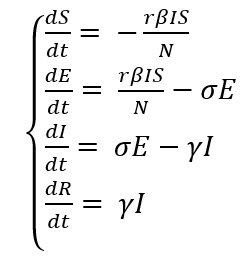 dS/dt = − rβIS/N
dE/dt = rβIS/N − σE
dI/dt = σE − γI
dR/dt = γI